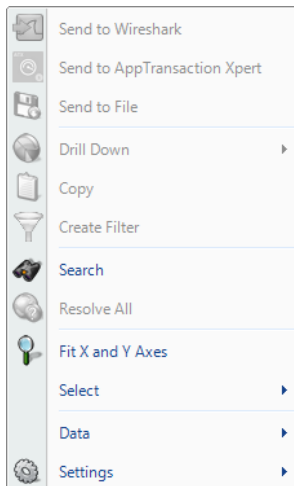 Send to Wireshark
Send to AppTransaction Xpert
Send to File
Drill Down
Copy
Create Filter
Search
Resolve All
Fit X and Y Axes
Select
Data
Settings